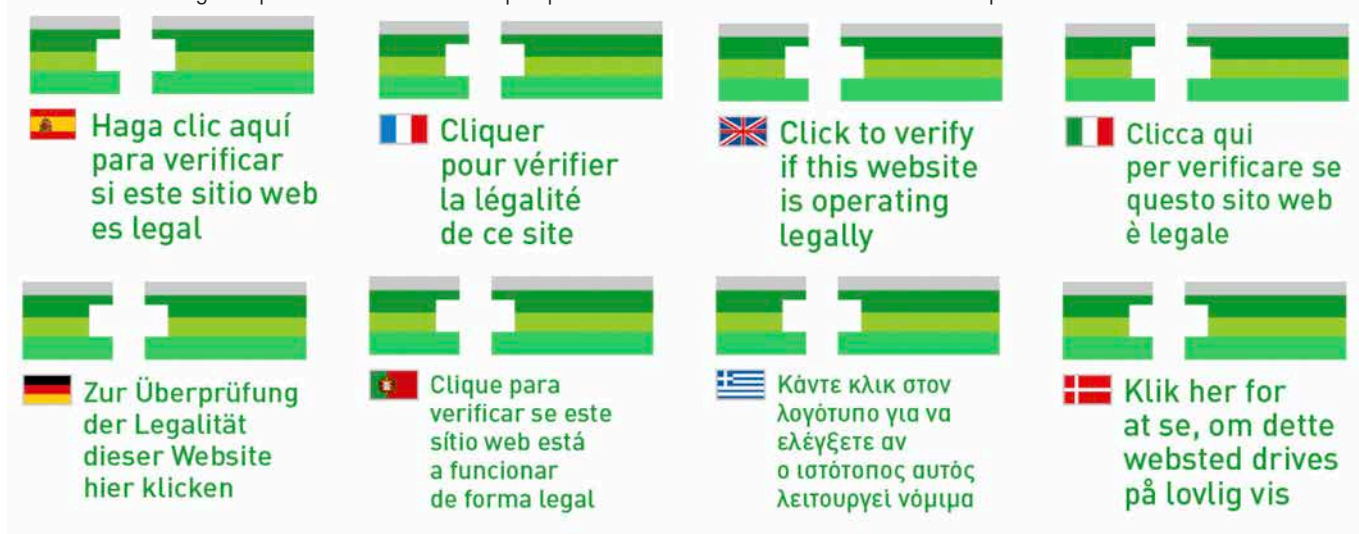 Haga clic aquí
para verificar
si este sitio web
es legal
Cliquer
pour vérifier
la légalité
de ce site
Click to verify
if this website
is operating
legally
Clicca qui
per verificare se
questo sito web
è legale
Zur Überprüfung
der Legalität
dieser Website
hier klicken
Clique para
verificar se este
sítio web está
a funcionar
de forma legal
Κάντε κλικ στον
λογότυπο για να
ελέγξετε αν
ο ιστότοπος αυτός
λειτουργεί νόμιμα
Klik her for
at se, om dette
websted drives
på lovlig vis